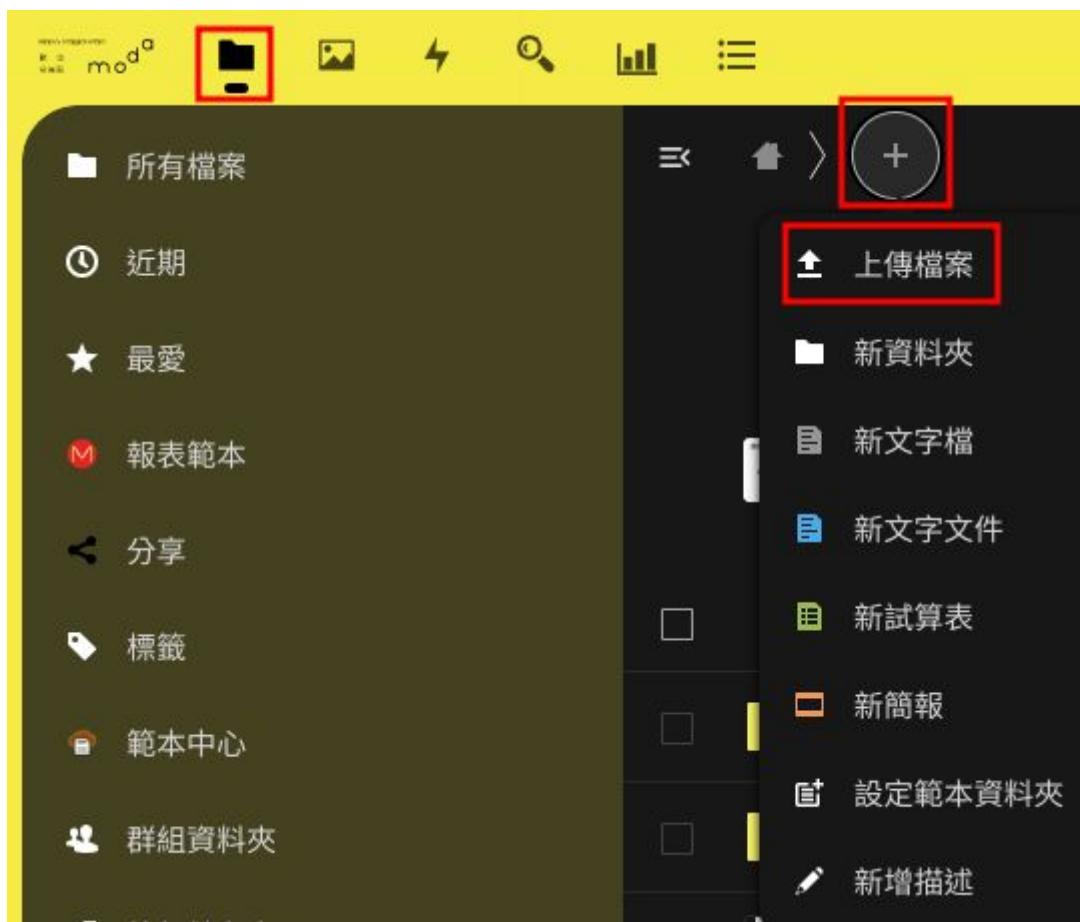 moda
所有檔案
近期
最愛
報表範本
分享
標籤
範本中心
群組資料夾
上傳檔案
新資料夾
新文字檔
新文字文件
新試算表
新簡報
設定範本資料夾
新增描述